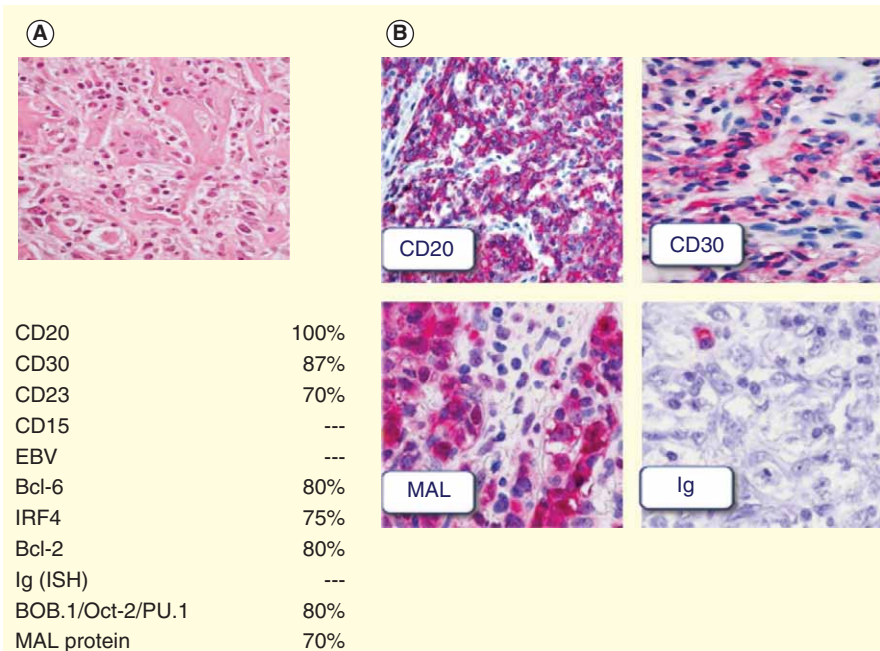 A
B
CD20
CD30
MAL
Ig
CD20 100%
CD30 87%
CD23 70%
CD15 ---
EBV ---
Bcl-6 80%
IRF4 75%
Bcl-2 80%
Ig (ISH) ---
BOB.1/Oct-2/PU.1 80%
MAL protein 70%